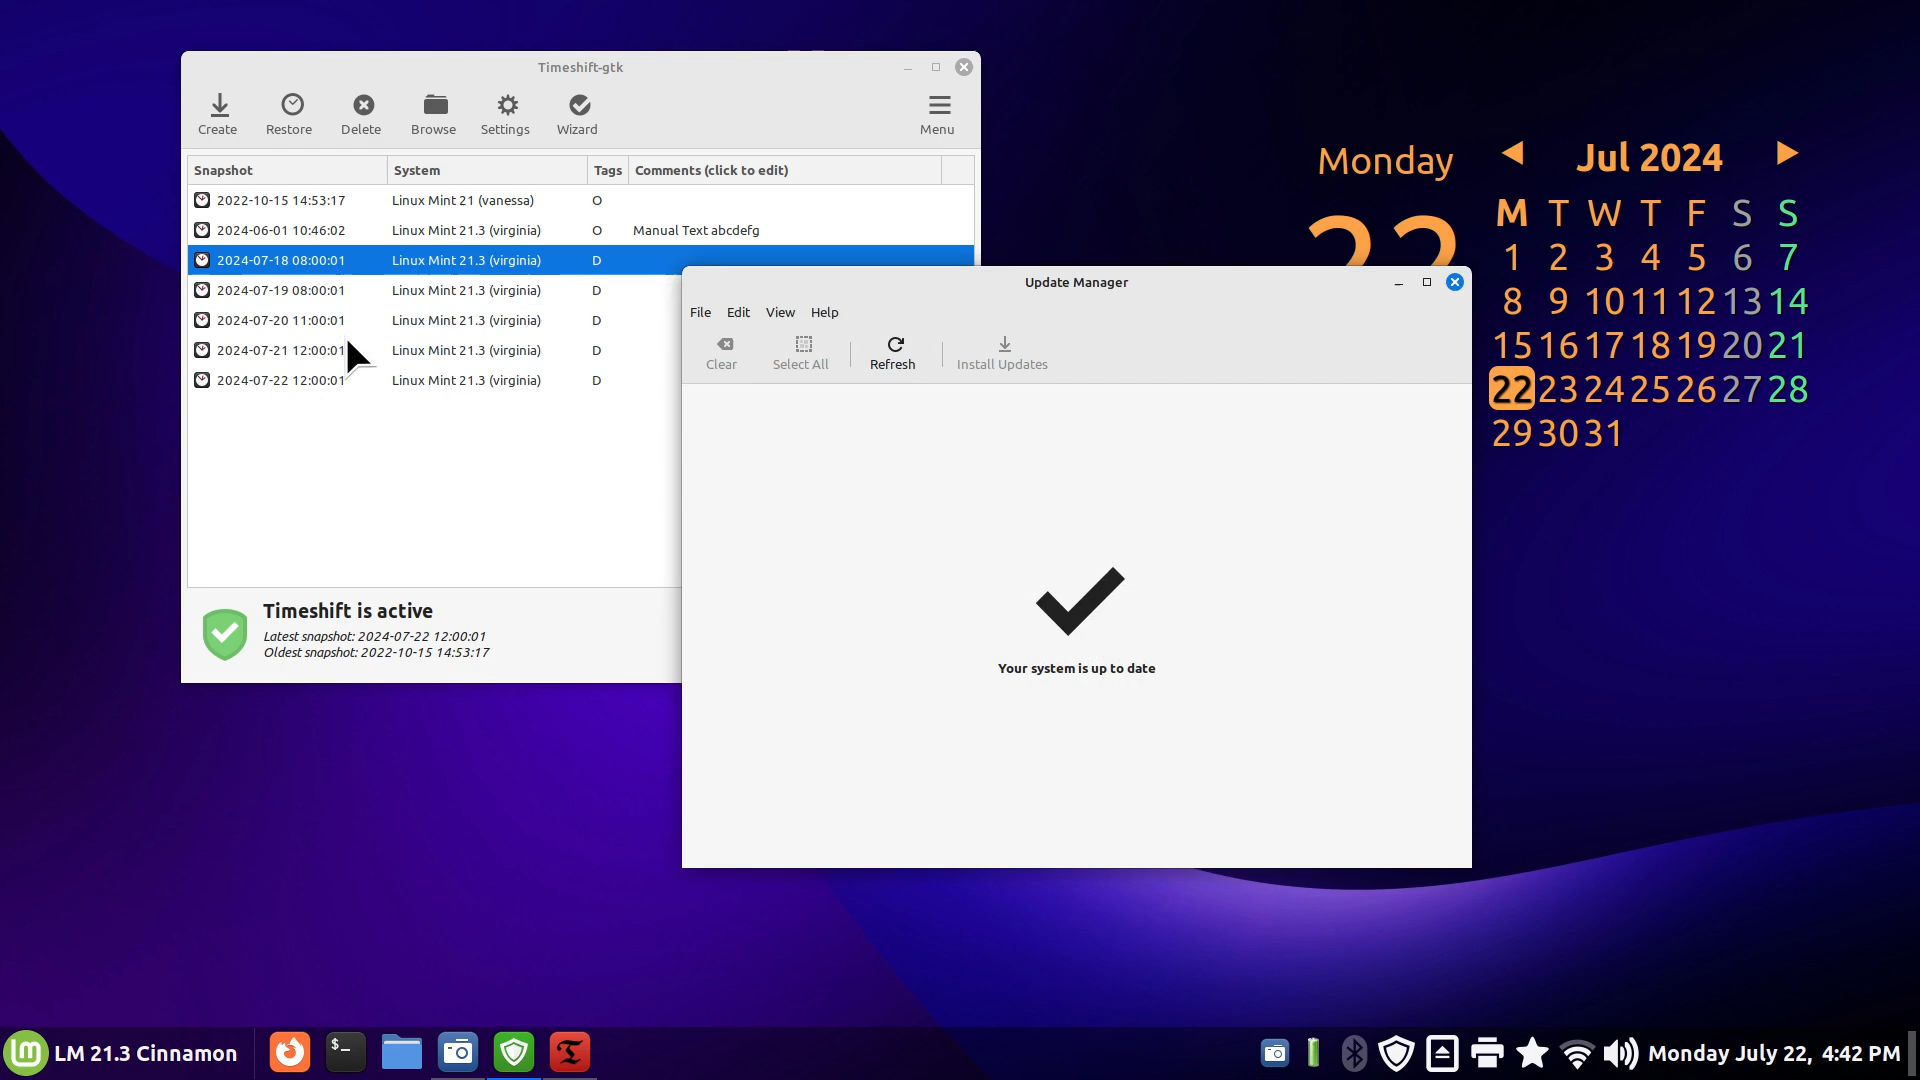 Timeshift-gtk
Create Restore Delete Browse Settings Wizard Menu
Snapshot System Tags Comments (click to edit)
2022-10-15 14:53:17 Linux Mint 21 (vanessa) O
2024-06-01 10:46:02 Linux Mint 21.3 (virginia) O Manual Text abcdefg
2024-07-18 08:00:01 Linux Mint 21.3 (virginia) D
2024-07-19 08:00:01 Linux Mint 21.3 (virginia) D
2024-07-20 11:00:01 Linux Mint 21.3 (virginia) D
2024-07-21 12:00:01 Linux Mint 21.3 (virginia) D
2024-07-22 12:00:01 Linux Mint 21.3 (virginia) D
Timeshift is active
Latest snapshot: 2024-07-22 12:00:01
Oldest snapshot: 2022-10-15 14:53:17
Update Manager
File Edit View Help
Clear Select All Refresh Install Updates
Your system is up to date
Monday
22
Jul 2024
M T W T F S S
1 2 3 4 5 6 7
8 9 10 11 12 13 14
15 16 17 18 19 20 21
22 23 24 25 26 27 28
29 30 31
LM 21.3 Cinnamon
$_
Monday July 22, 4:42 PM